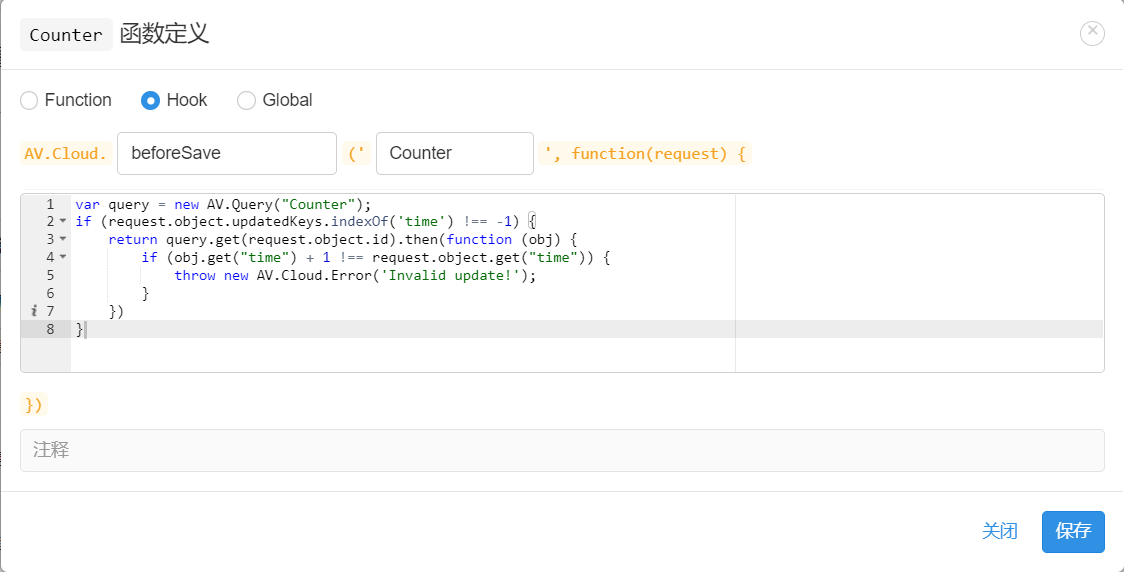 Counter 函数定义
Function Hook Global
AV.Cloud. beforeSave (' Counter ', function(request) {
1 var query = new AV.Query("Counter");
2 if (request.object.updatedKeys.indexOf('time') !== -1) {
3 return query.get(request.object.id).then(function (obj) {
4 if (obj.get("time") + 1 !== request.object.get("time")) {
5 throw new AV.Cloud.Error('Invalid update!');
6 }
i 7 })
8 }
})
注释
关闭 保存